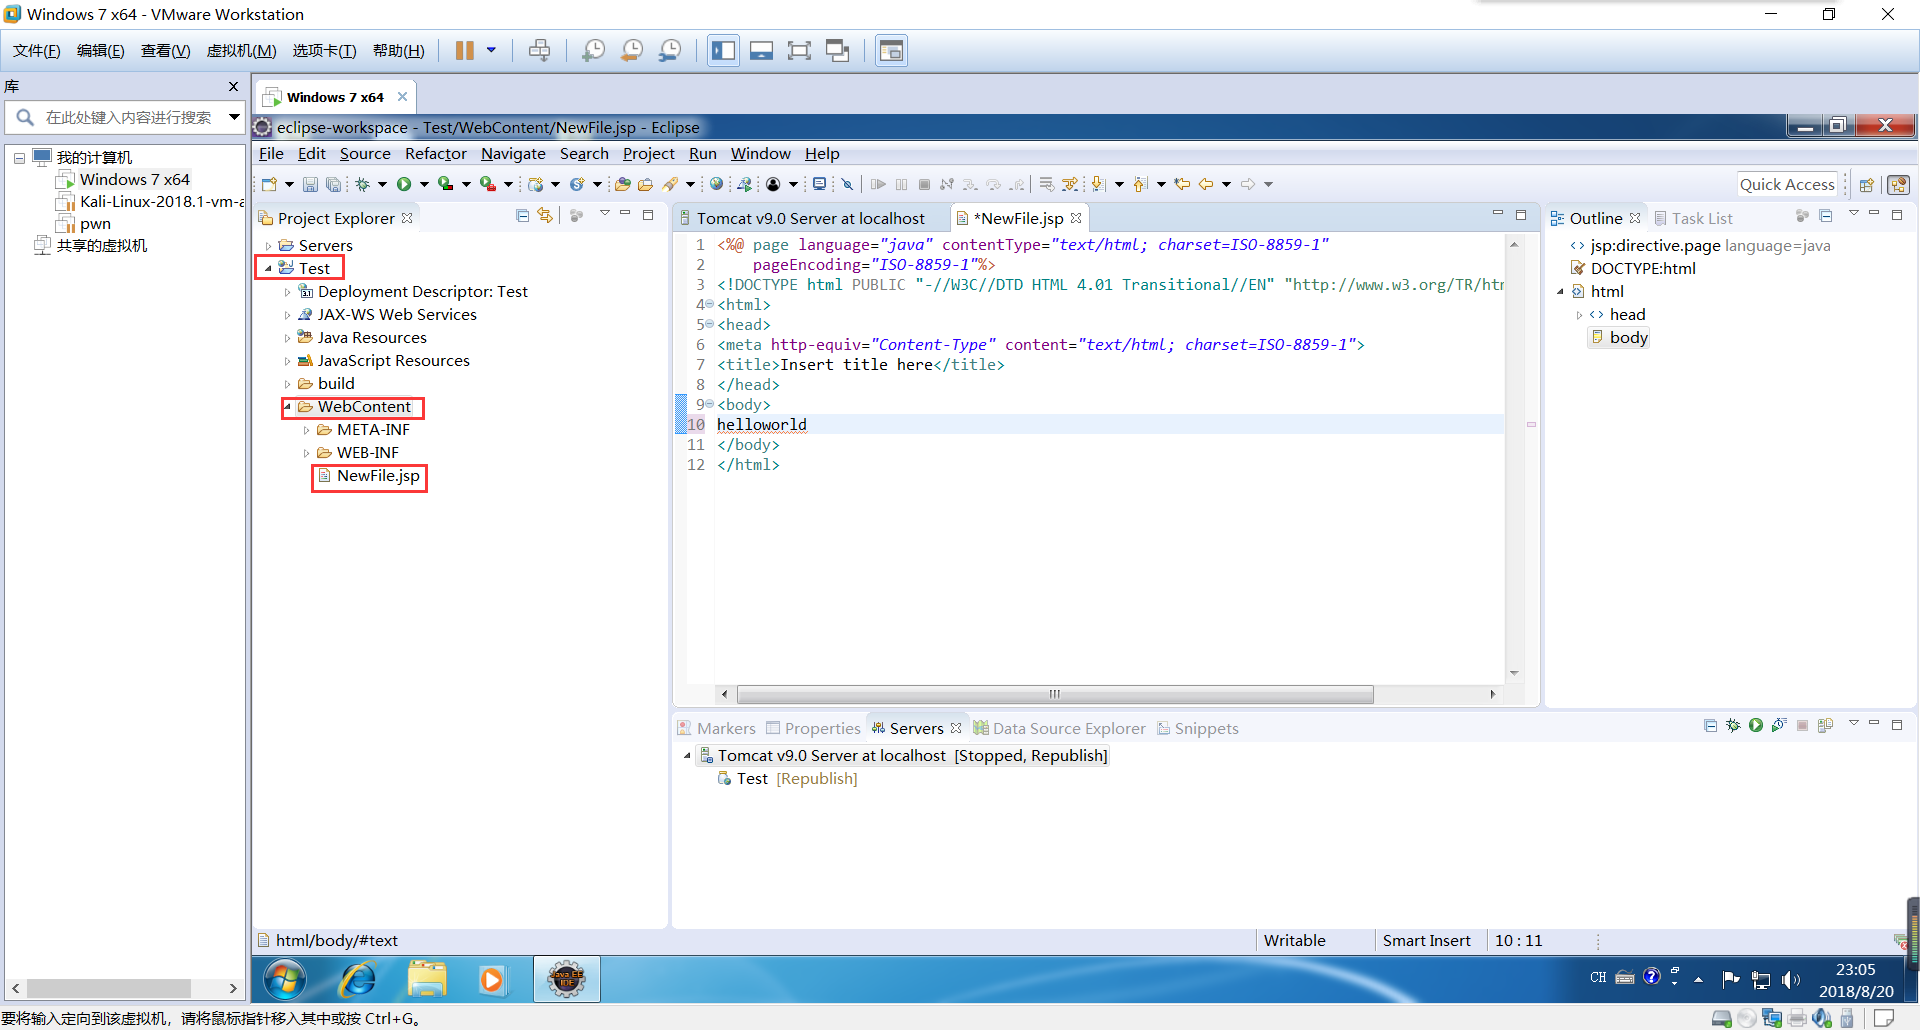 Windows 7 x64 - VMware Workstation
文件(F) 编辑(E) 查看(V) 虚拟机(M) 选项卡(T) 帮助(H)
库
在此处键入内容进行搜索
我的计算机
Windows 7 x64
Kali-Linux-2018.1-vm-a
pwn
共享的虚拟机
Windows 7 x64
eclipse-workspace - Test/WebContent/NewFile.jsp - Eclipse
File Edit Source Refactor Navigate Search Project Run Window Help
Quick Access
Project Explorer
Servers
Test
Deployment Descriptor: Test
JAX-WS Web Services
Java Resources
JavaScript Resources
build
WebContent
META-INF
WEB-INF
NewFile.jsp
Tomcat v9.0 Server at localhost *NewFile.jsp
1 <%@ page language="java" contentType="text/html; charset=ISO-8859-1"
2 pageEncoding="ISO-8859-1"%>
3 <!DOCTYPE html PUBLIC "-//W3C//DTD HTML 4.01 Transitional//EN" "http://www.w3.org/TR/htm
4 <html>
5 <head>
6 <meta http-equiv="Content-Type" content="text/html; charset=ISO-8859-1">
7 <title>Insert title here</title>
8 </head>
9 <body>
10 helloworld
11 </body>
12 </html>
Outline Task List
jsp:directive.page language=java
DOCTYPE:html
html
head
body
Markers Properties Servers Data Source Explorer Snippets
Tomcat v9.0 Server at localhost [Stopped, Republish]
Test [Republish]
html/body/#text Writable Smart Insert 10 : 11
Java EE
IDE
CH
23:05
2018/8/20
要将输入定向到该虚拟机，请将鼠标指针移入其中或按 Ctrl+G。